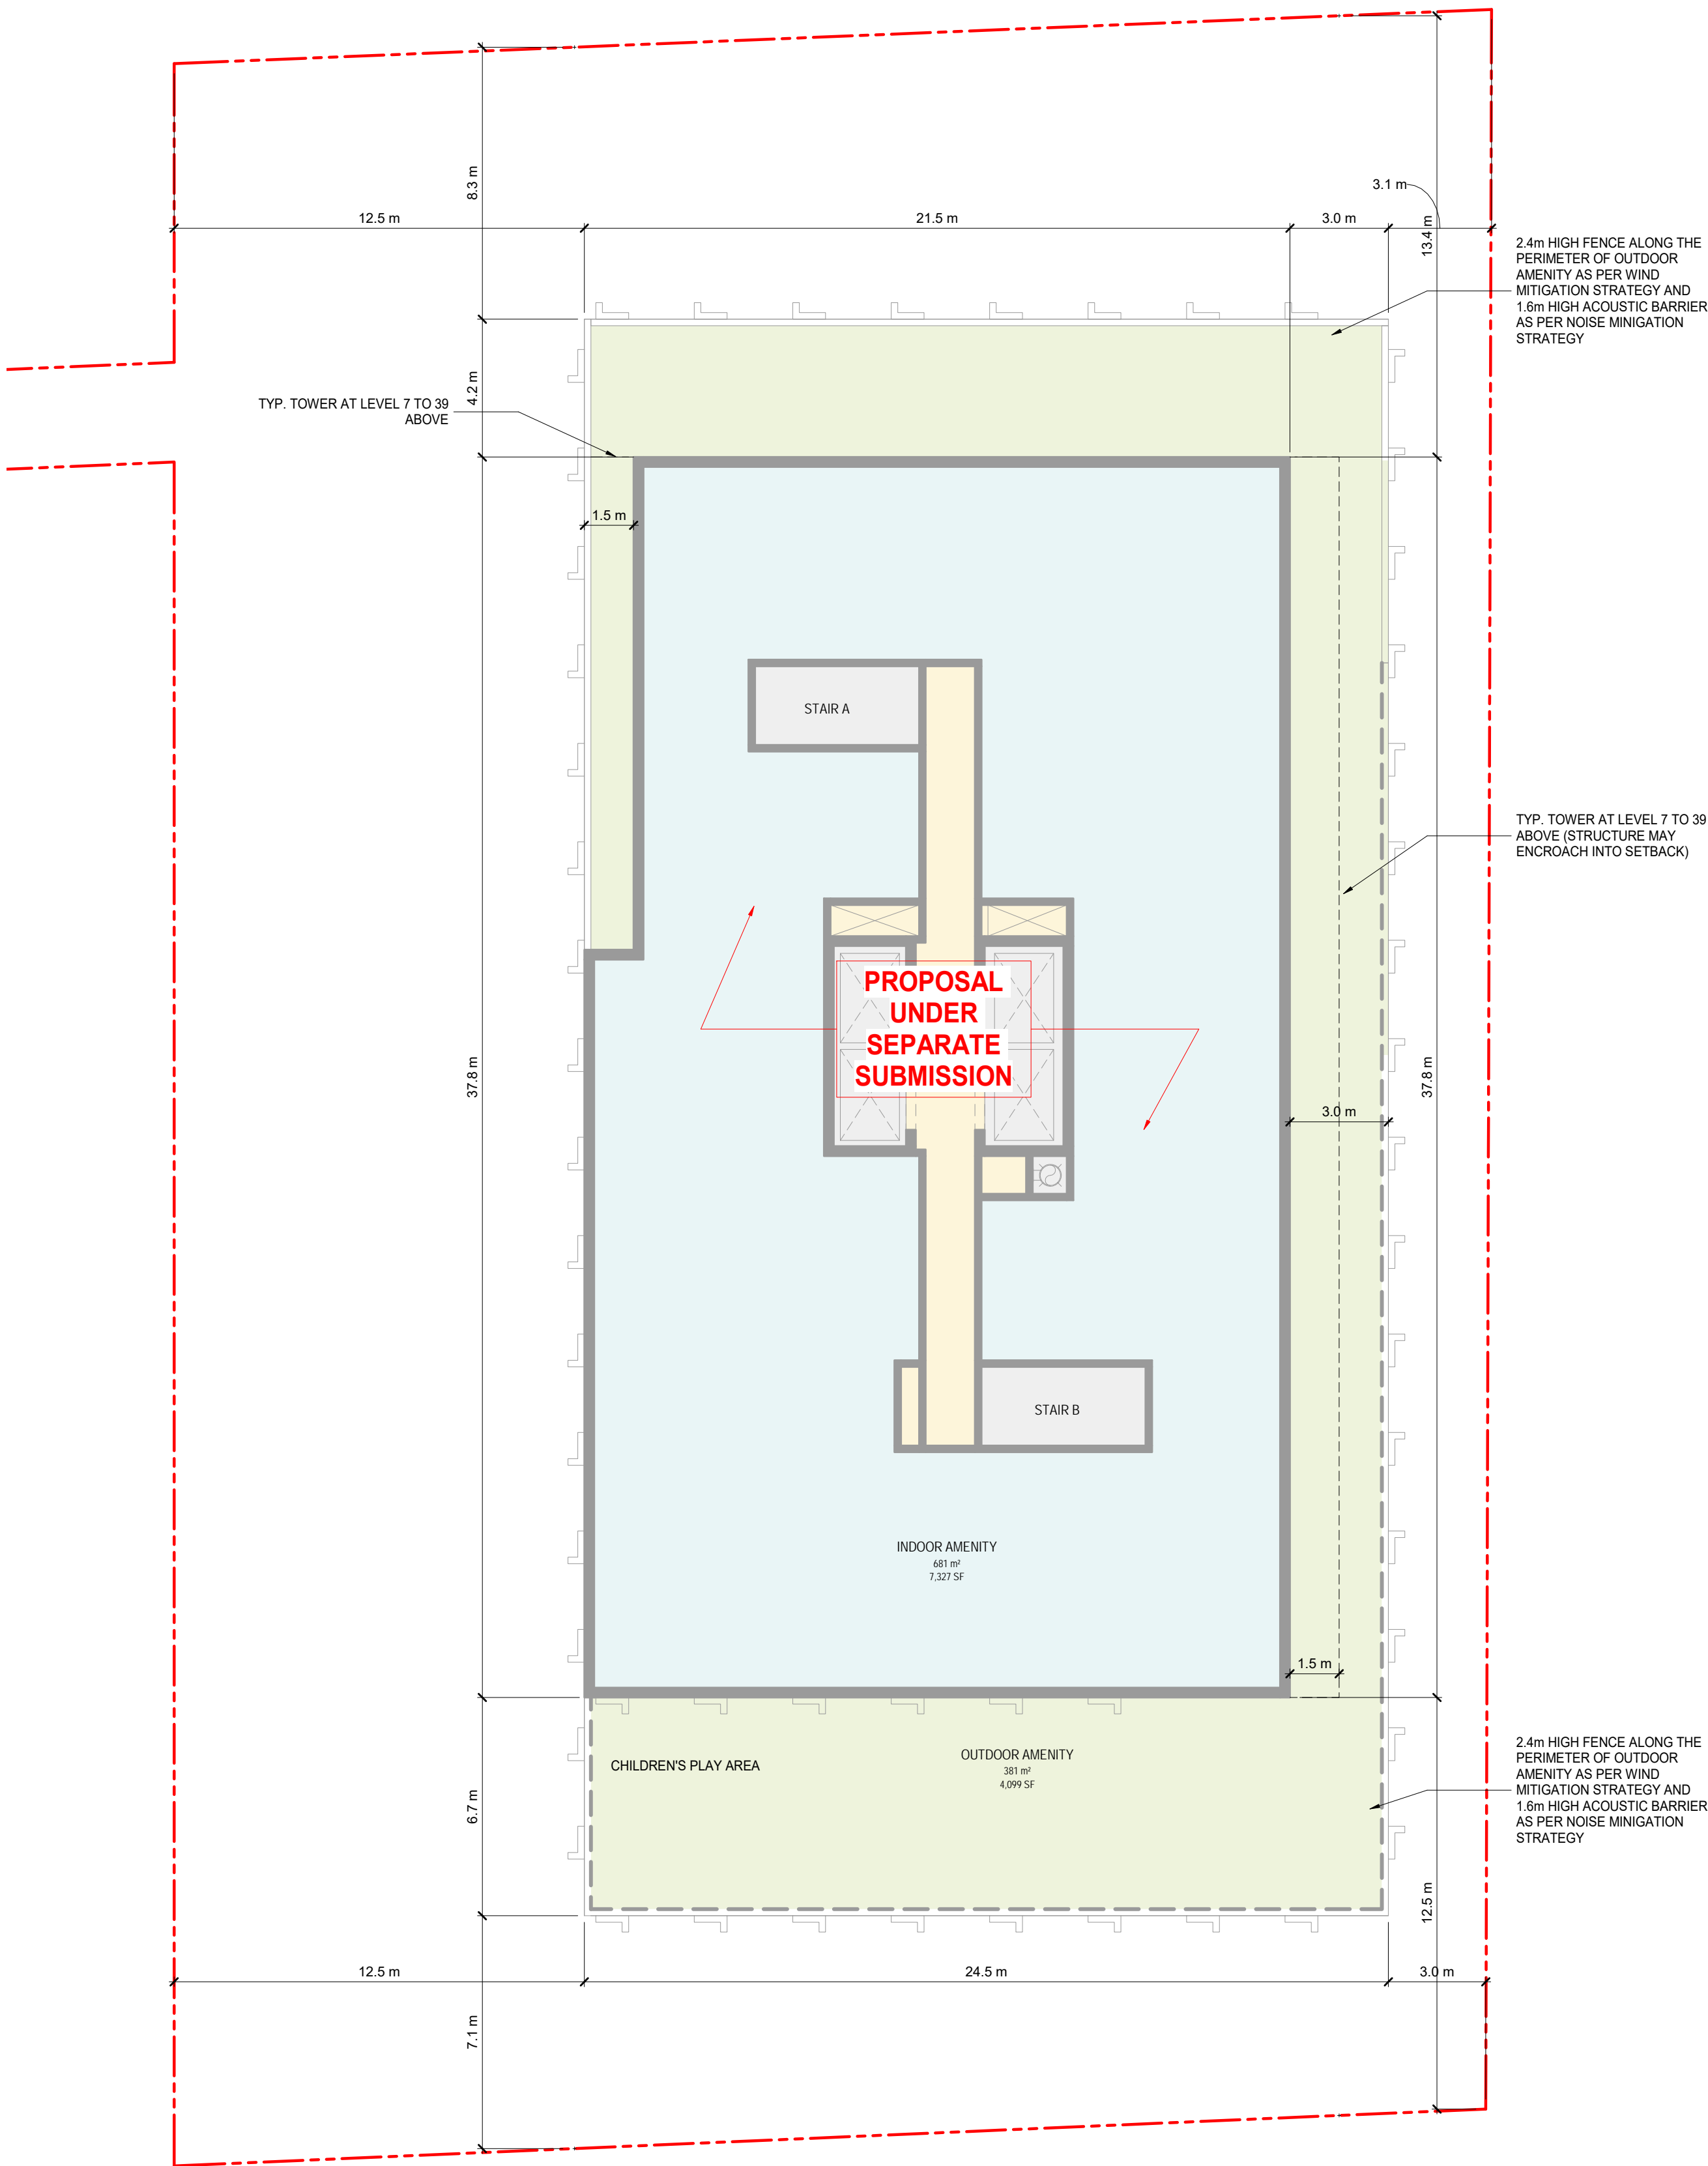 8.3 m
3.1 m
12.5 m
21.5 m
3.0 m
13.4 m
2.4m HIGH FENCE ALONG THE
PERIMETER OF OUTDOOR
AMENITY AS PER WIND
MITIGATION STRATEGY AND
1.6m HIGH ACOUSTIC BARRIER
AS PER NOISE MINIGATION
STRATEGY
4.2 m
TYP. TOWER AT LEVEL 7 TO 39
ABOVE
1.5 m
STAIR A
TYP. TOWER AT LEVEL 7 TO 39
ABOVE (STRUCTURE MAY
ENCROACH INTO SETBACK)
PROPOSAL
UNDER
SEPARATE
SUBMISSION
37.8 m
37.8 m
3.0 m
STAIR B
INDOOR AMENITY
681 m²
7,327 SF
1.5 m
OUTDOOR AMENITY
381 m²
4,099 SF
CHILDREN'S PLAY AREA
6.7 m
2.4m HIGH FENCE ALONG THE
PERIMETER OF OUTDOOR
AMENITY AS PER WIND
MITIGATION STRATEGY AND
1.6m HIGH ACOUSTIC BARRIER
AS PER NOISE MINIGATION
STRATEGY
12.5 m
12.5 m
24.5 m
3.0 m
7.1 m